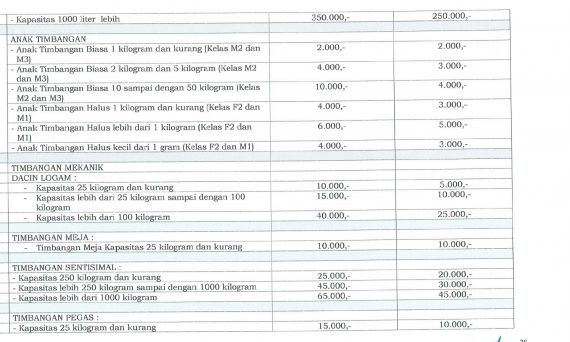 - Kapasitas 1000 liter lebih 350.000,- 250.000,-
ANAK TIMBANGAN
- Anak Timbangan Biasa 1 kilogram dan kurang (Kelas M2 dan 2.000,- 2.000,-
M3)
- Anak Timbangan Biasa 2 kilogram dan 5 kilogram (Kelas M2 4.000,- 3.000,-
dan M3)
- Anak Timbangan Biasa 10 sampai dengan 50 kilogram (Kelas 10.000,- 4.000,-
M2 dan M3)
- Anak Timbangan Halus 1 kilogram dan kurang (Kelas F2 dan 4.000,- 3.000,-
M1)
- Anak Timbangan Halus lebih dari 1 kilogram (Kelas F2 dan 6.000,- 5.000,-
M1)
- Anak Timbangan Halus kecil dari 1 gram (Kelas F2 dan M1) 4.000,- 3.000,-
TIMBANGAN MEKANIK
DACIN LOGAM :
- Kapasitas 25 kilogram dan kurang 10.000,- 5.000,-
- Kapasitas lebih dari 25 kilogram sampai dengan 100 15.000,- 10.000,-
kilogram
- Kapasitas lebih dari 100 kilogram 40.000,- 25.000,-
TIMBANGAN MEJA :
- Timbangan Meja Kapasitas 25 kilogram dan kurang 10.000,- 10.000,-
TIMBANGAN SENTISIMAL :
- Kapasitas 250 kilogram dan kurang 25.000,- 20.000,-
- Kapasitas lebih 250 kilogram sampai dengan 1000 kilogram 45.000,- 30.000,-
- Kapasitas lebih dari 1000 kilogram 65.000,- 45.000,-
TIMBANGAN PEGAS :
- Kapasitas 25 kilogram dan kurang 15.000,- 10.000,-